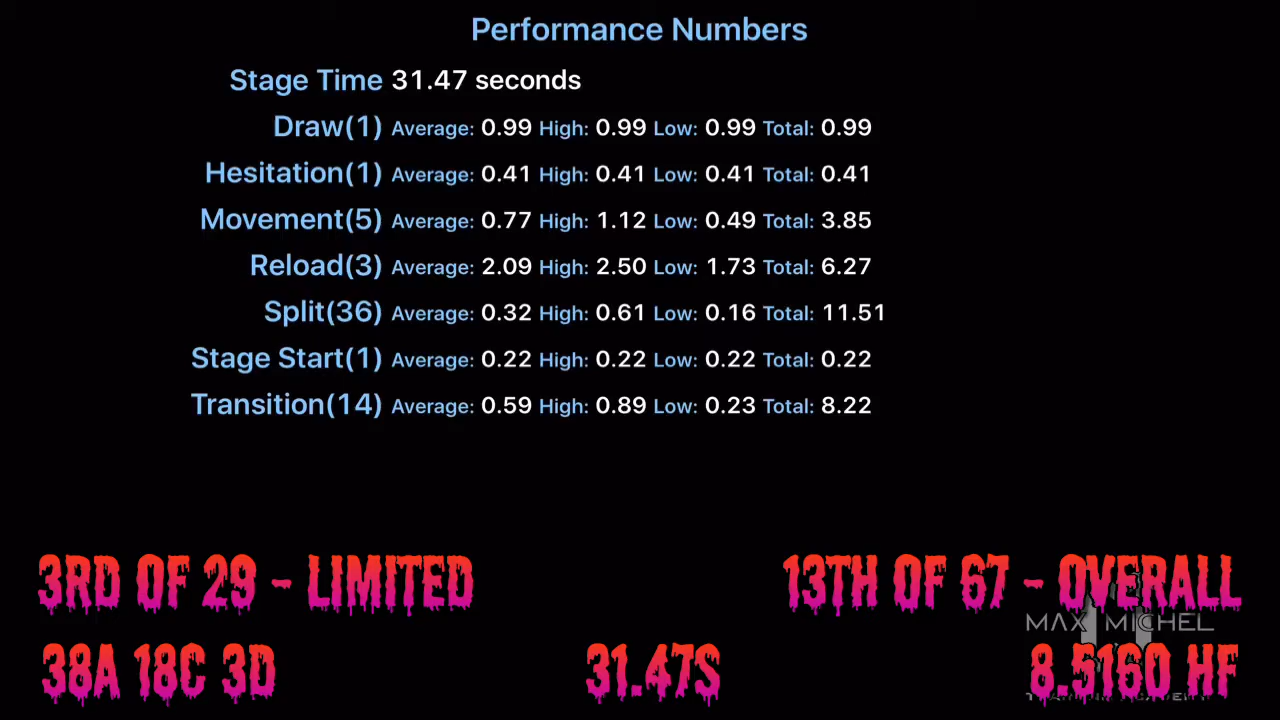 Performance Numbers
Stage Time 31.47 seconds
Draw(1) Average: 0.99 High: 0.99 Low: 0.99 Total: 0.99
Hesitation(1) Average: 0.41 High: 0.41 Low: 0.41 Total: 0.41
Movement(5) Average: 0.77 High: 1.12 Low: 0.49 Total: 3.85
Reload(3) Average: 2.09 High: 2.50 Low: 1.73 Total: 6.27
Split(36) Average: 0.32 High: 0.61 Low: 0.16 Total: 11.51
Stage Start(1) Average: 0.22 High: 0.22 Low: 0.22 Total: 0.22
Transition(14) Average: 0.59 High: 0.89 Low: 0.23 Total: 8.22
3RD OF 29 - LIMITED
13TH OF 67 - OVERALL
MAX MICHEL
38A 18C 3D
31.47S
8.5160 HF